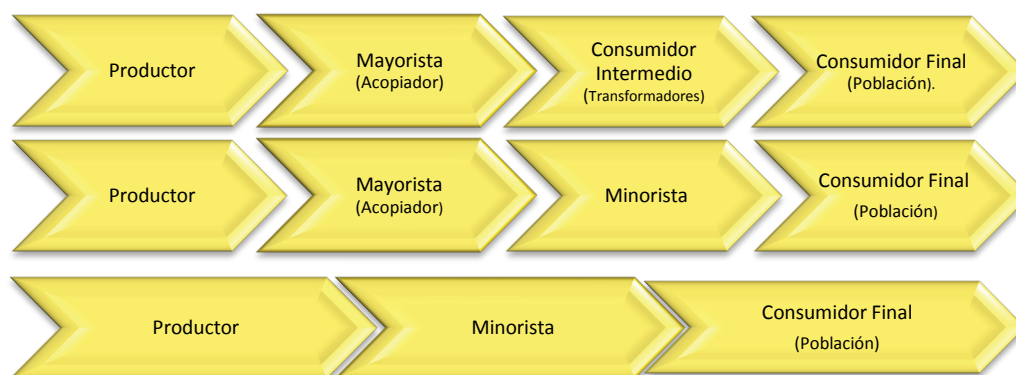 Productor
Mayorista
(Acopiador)
Consumidor
Intermedio
(Transformadores)
Consumidor Final
(Población).
Productor
Mayorista
(Acopiador)
Minorista
Consumidor Final
(Población)
Productor
Minorista
Consumidor Final
(Población)